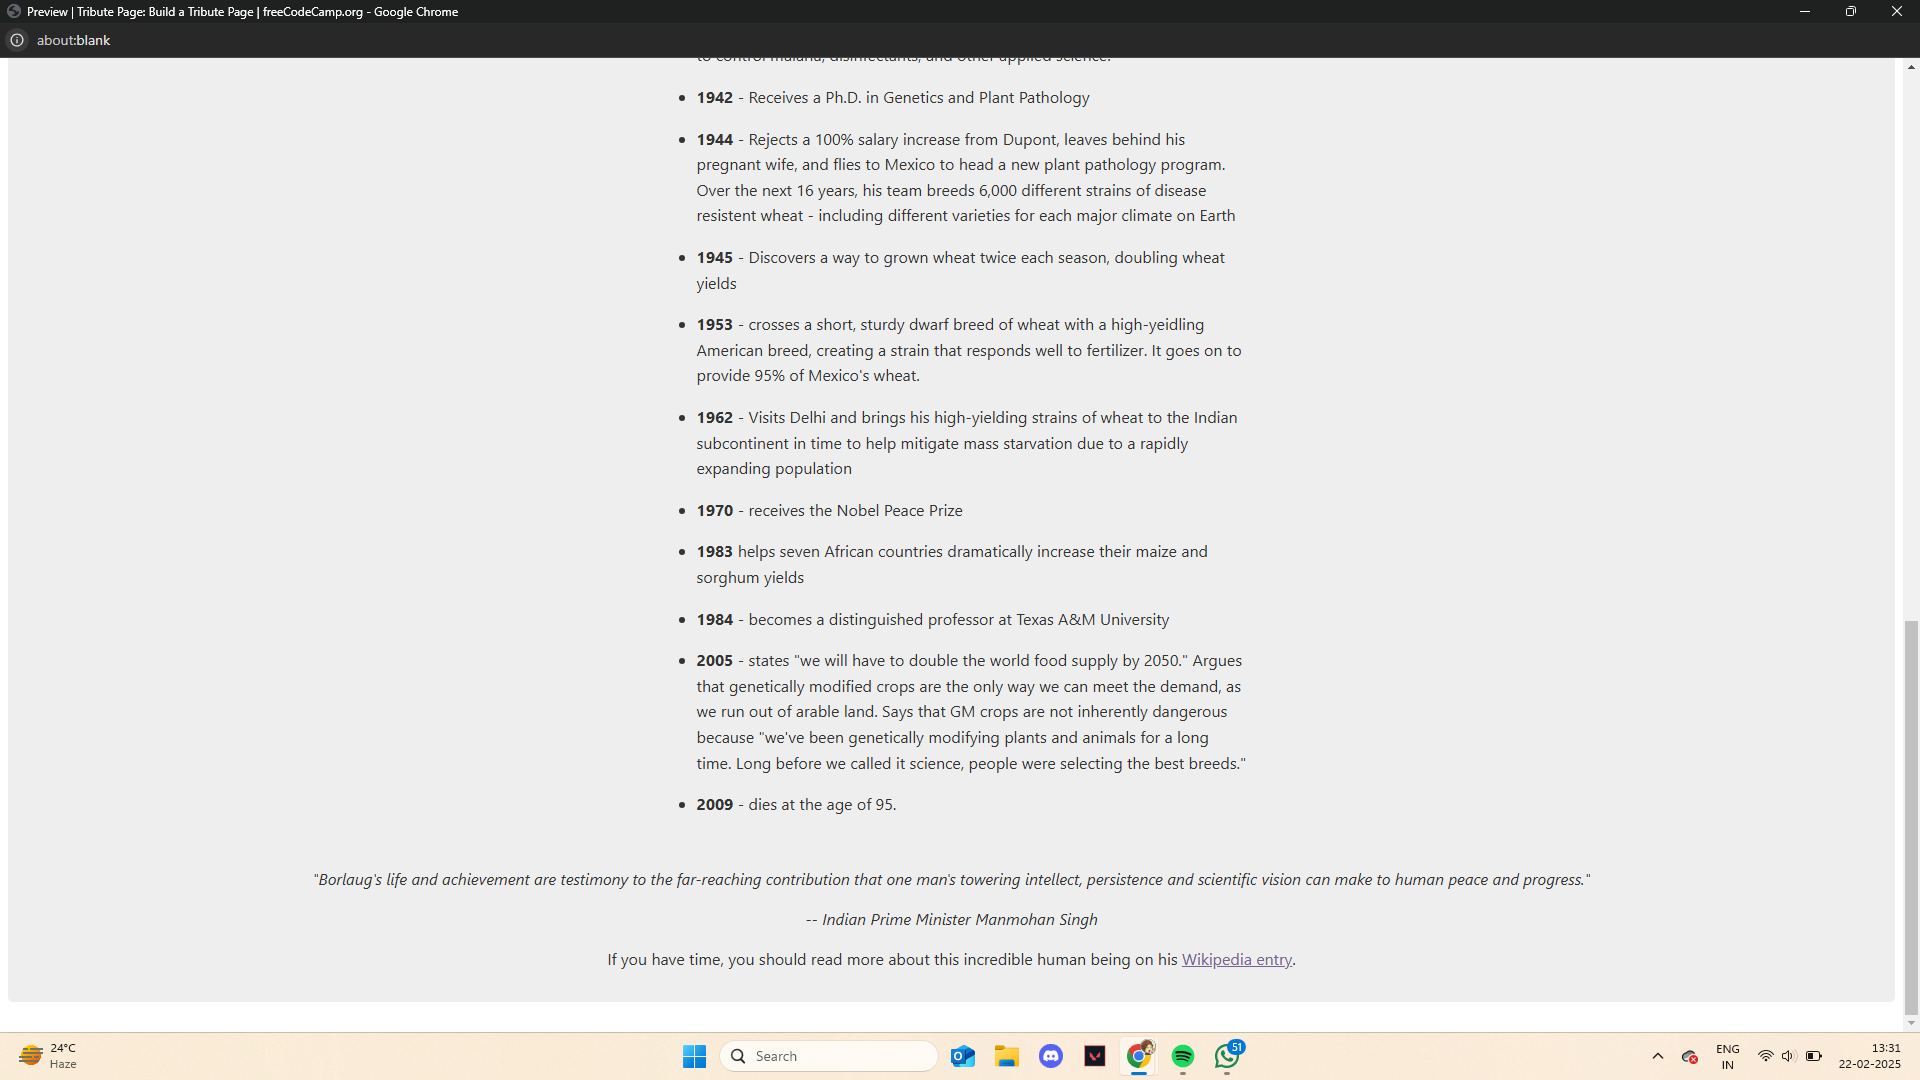 Preview | Tribute Page: Build a Tribute Page | freeCodeCamp.org - Google Chrome
about:blank
to control malaria, disinfectants, and other applied science.
• 1942 - Receives a Ph.D. in Genetics and Plant Pathology
• 1944 - Rejects a 100% salary increase from Dupont, leaves behind his
pregnant wife, and flies to Mexico to head a new plant pathology program.
Over the next 16 years, his team breeds 6,000 different strains of disease
resistent wheat - including different varieties for each major climate on Earth
• 1945 - Discovers a way to grown wheat twice each season, doubling wheat
yields
• 1953 - crosses a short, sturdy dwarf breed of wheat with a high-yeidling
American breed, creating a strain that responds well to fertilizer. It goes on to
provide 95% of Mexico's wheat.
• 1962 - Visits Delhi and brings his high-yielding strains of wheat to the Indian
subcontinent in time to help mitigate mass starvation due to a rapidly
expanding population
• 1970 - receives the Nobel Peace Prize
• 1983 helps seven African countries dramatically increase their maize and
sorghum yields
• 1984 - becomes a distinguished professor at Texas A&M University
• 2005 - states "we will have to double the world food supply by 2050." Argues
that genetically modified crops are the only way we can meet the demand, as
we run out of arable land. Says that GM crops are not inherently dangerous
because "we've been genetically modifying plants and animals for a long
time. Long before we called it science, people were selecting the best breeds."
• 2009 - dies at the age of 95.
"Borlaug's life and achievement are testimony to the far-reaching contribution that one man's towering intellect, persistence and scientific vision can make to human peace and progress."
-- Indian Prime Minister Manmohan Singh
If you have time, you should read more about this incredible human being on his Wikipedia entry.
24°C
Haze
Search
51
ENG
IN
13:31
22-02-2025